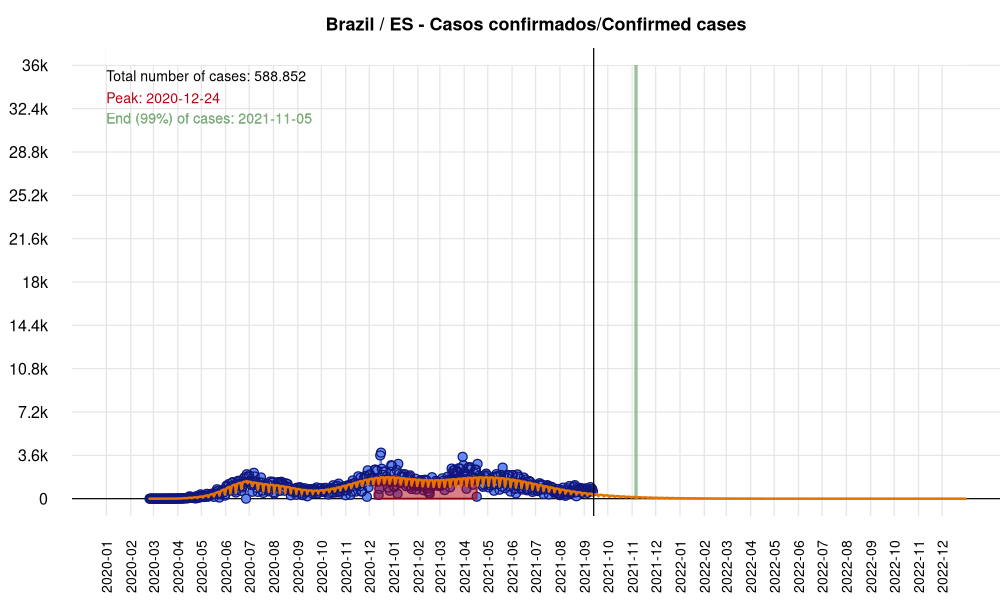 Brazil / ES - Casos confirmados/Confirmed cases
Total number of cases: 588.852
Peak: 2020-12-24
End (99%) of cases: 2021-11-05
36k
32.4k
28.8k
25.2k
21.6k
18k
14.4k
10.8k
7.2k
3.6k
0
2020-01
2020-02
2020-03
2020-04
2020-05
2020-06
2020-07
2020-08
2020-09
2020-10
2020-11
2020-12
2021-01
2021-02
2021-03
2021-04
2021-05
2021-06
2021-07
2021-08
2021-09
2021-10
2021-11
2021-12
2022-01
2022-02
2022-03
2022-04
2022-05
2022-06
2022-07
2022-08
2022-09
2022-10
2022-11
2022-12